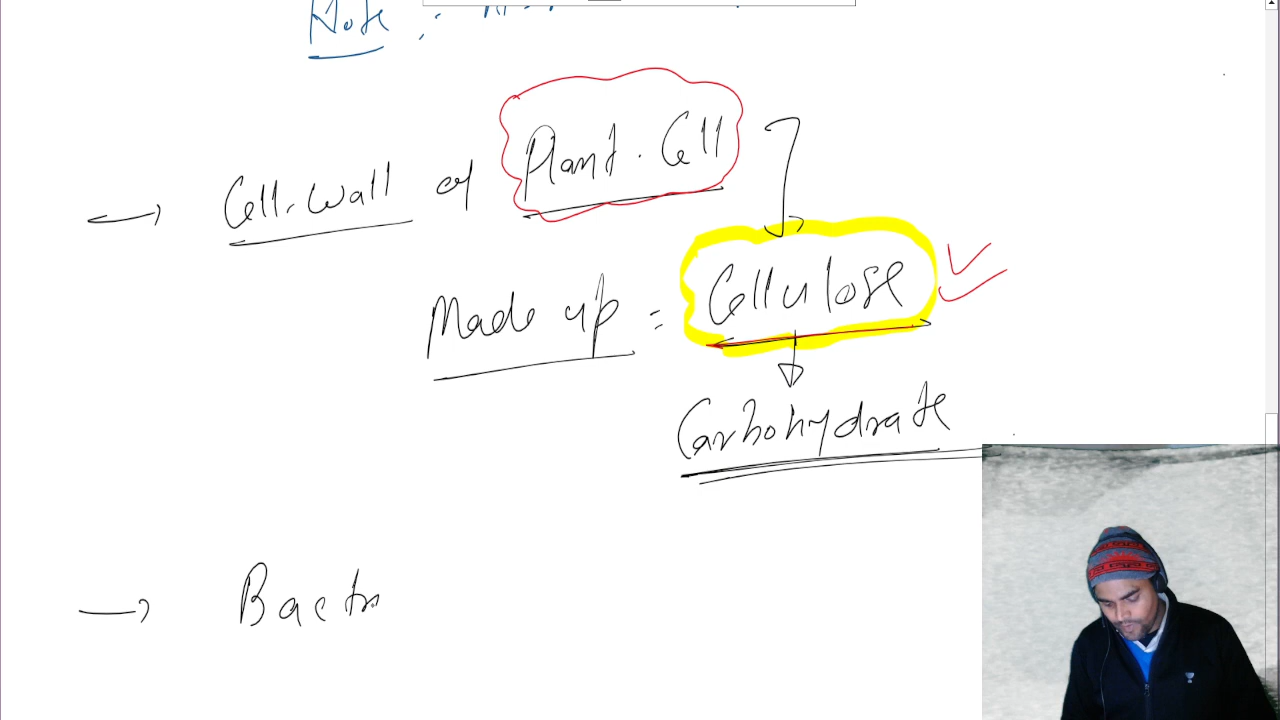 Note :
→ Cell. Wall of Plant. Cell
Made up = Cellulose
Carbohydrate
→ Bacte